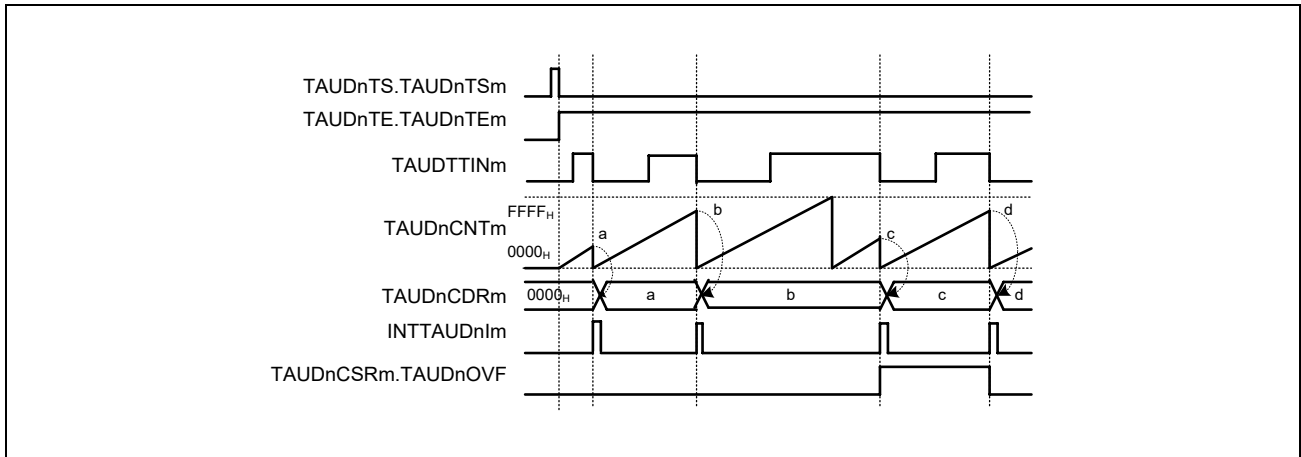 TAUDnTS.TAUDnTSm
TAUDnTE.TAUDnTEm
TAUDTTINm
TAUDnCNTm
FFFFH
0000H
a
b
c
d
TAUDnCDRm
0000H
a
b
c
d
INTTAUDnIm
TAUDnCSRm.TAUDnOVF